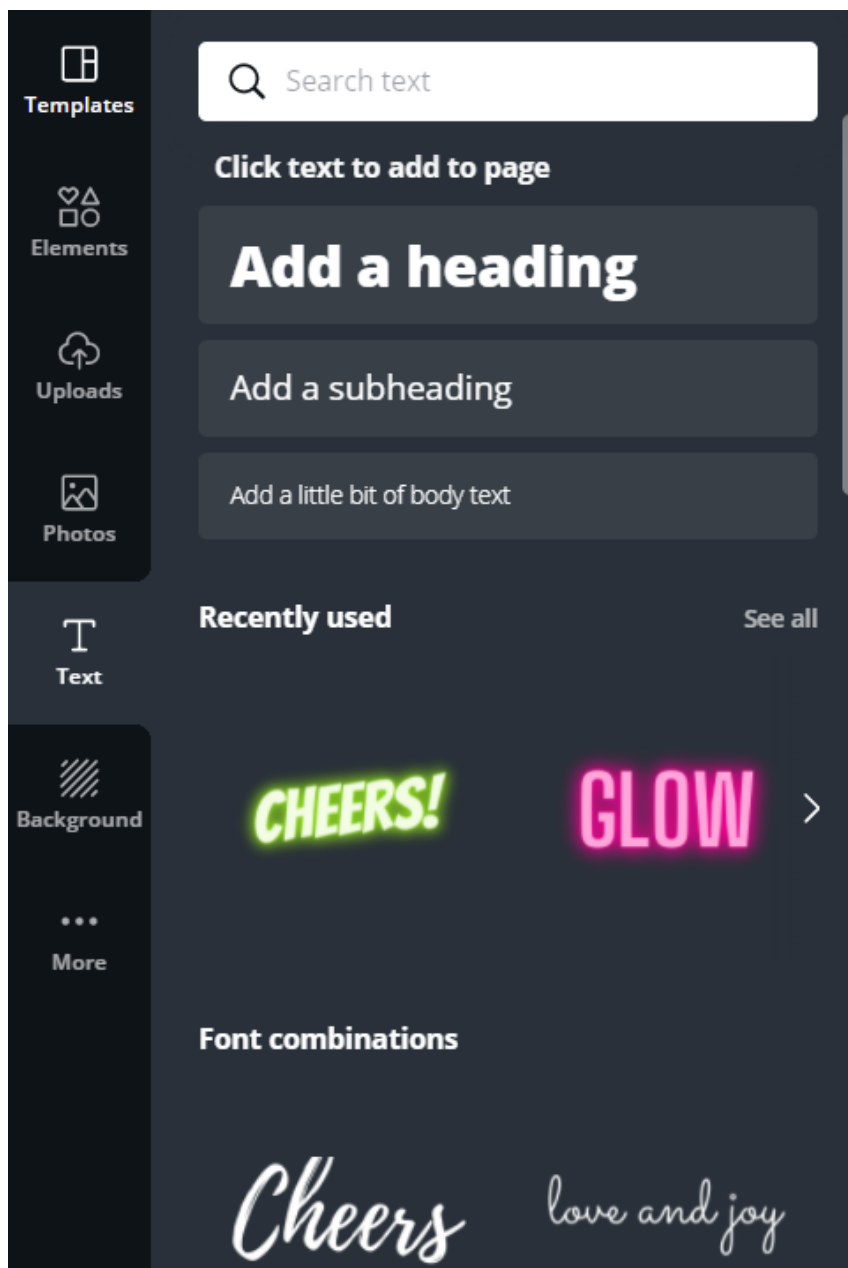 Templates
Elements
Uploads
Photos
Text
Background
More
Search text
Click text to add to page
Add a heading
Add a subheading
Add a little bit of body text
Recently used
See all
CHEERS!
GLOW
Font combinations
Cheers
love and joy